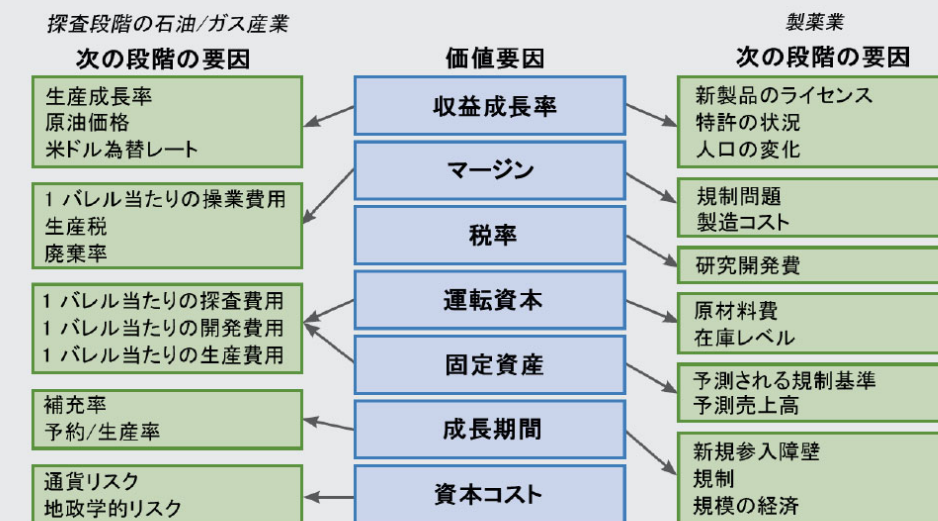 探査段階の石油/ガス産業
次の段階の要因
生産成長率
原油価格
米ドル為替レート
1 バレル当たりの操業費用
生産税
廃棄率
1 バレル当たりの探査費用
1 バレル当たりの開発費用
1 バレル当たりの生産費用
補充率
予約/生産率
通貨リスク
地政学的リスク
価値要因
収益成長率
マージン
税率
運転資本
固定資産
成長期間
資本コスト
製薬業
次の段階の要因
新製品のライセンス
特許の状況
人口の変化
規制問題
製造コスト
研究開発費
原材料費
在庫レベル
予測される規制基準
予測売上高
新規参入障壁
規制
規模の経済